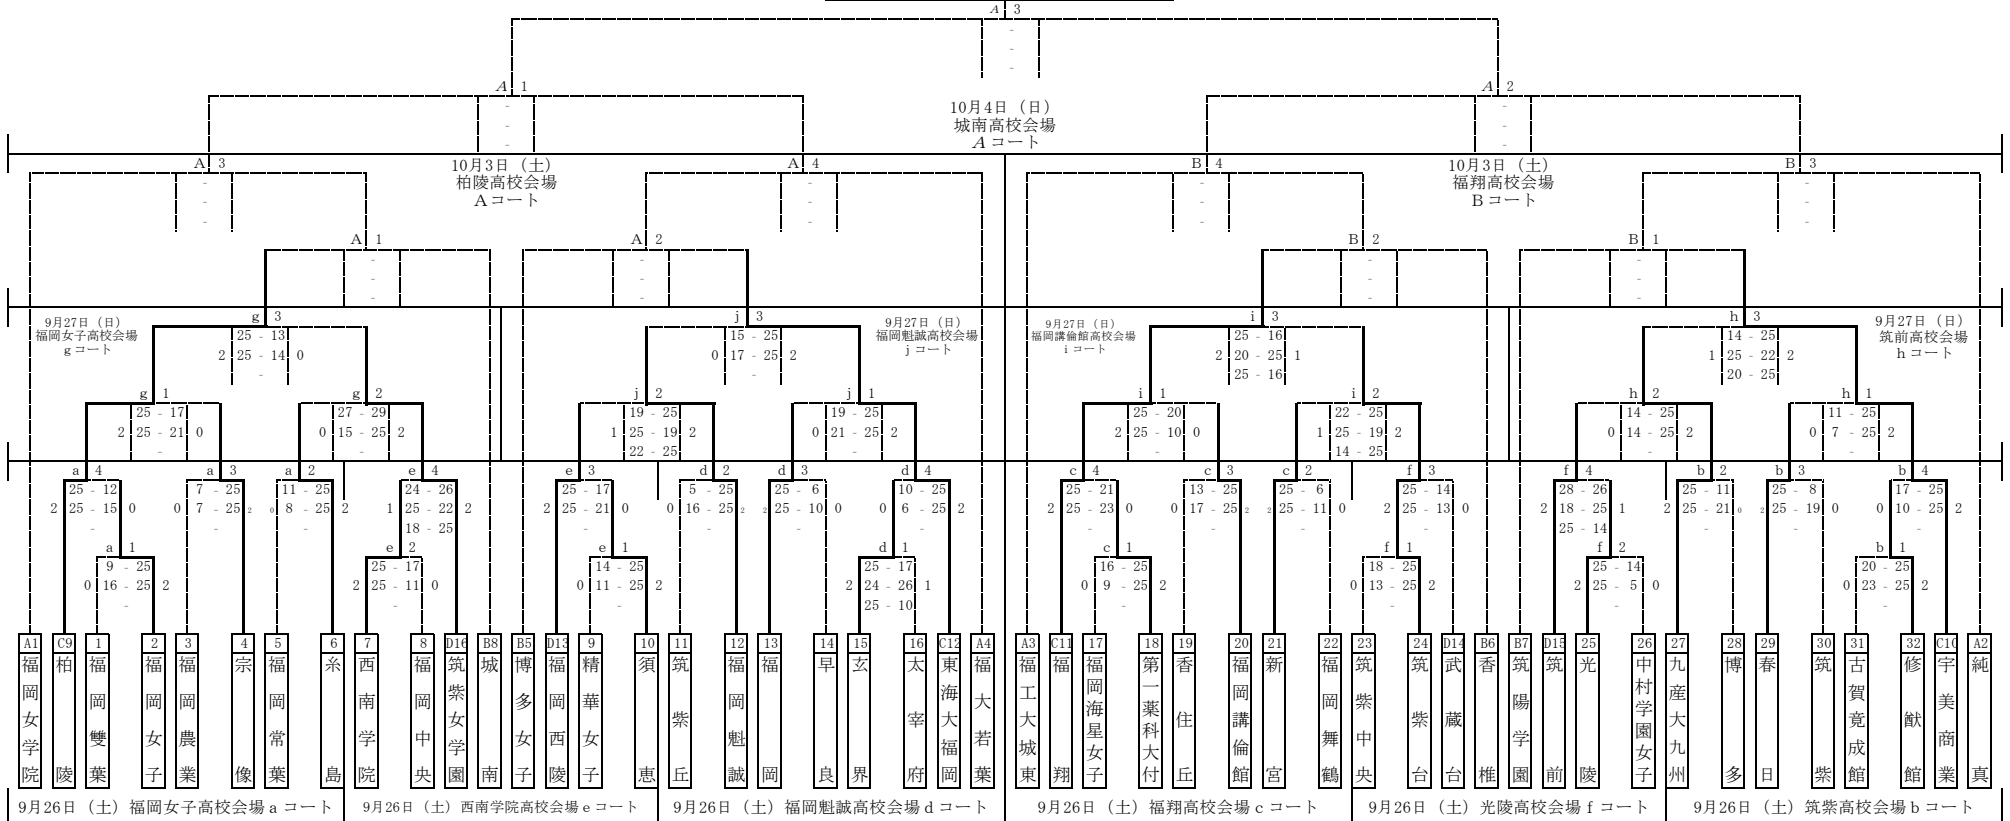 A 3
-
-
-
A 1
A 2
-
-
-
-
-
-
10月4日（日）
城南高校会場
Aコート
A 3
A 4
B 4
B 3
10月3日（土）
柏陵高校会場
Aコート
10月3日（土）
福翔高校会場
Bコート
-
-
-
-
-
-
-
-
-
-
-
-
A 1
A 2
B 2
B 1
-
-
-
-
-
-
-
-
-
-
-
-
9月27日（日）
福岡女子高校会場
gコート
g 3
25 - 13
2 25 - 14 0
-
j 3
15 - 25
0 17 - 25 2
-
9月27日（日）
福岡魁誠高校会場
jコート
9月27日（日）
福岡講倫館高校会場
iコート
i 3
25 - 16
2 20 - 25 1
25 - 16
h 3
14 - 25
1 25 - 22 2
20 - 25
9月27日（日）
筑前高校会場
hコート
g 1
25 - 17
2 25 - 21 0
-
g 2
27 - 29
0 15 - 25 2
-
j 2
19 - 25
1 25 - 19 2
22 - 25
j 1
19 - 25
0 21 - 25 2
-
i 1
25 - 20
2 25 - 10 0
-
i 2
22 - 25
1 25 - 19 2
14 - 25
h 2
14 - 25
0 14 - 25 2
-
h 1
11 - 25
0 7 - 25 2
-
a 4
25 - 12
2 25 - 15 0
-
a 3
7 - 25
0 7 - 25 2
-
a 2
11 - 25
0 8 - 25 2
-
e 4
24 - 26
1 25 - 22 2
18 - 25
e 3
25 - 17
2 25 - 21 0
-
d 2
5 - 25
0 16 - 25 2
-
d 3
25 - 6
2 25 - 10 0
-
d 4
10 - 25
0 6 - 25 2
-
c 4
25 - 21
2 25 - 23 0
-
c 3
13 - 25
0 17 - 25 2
-
c 2
25 - 6
2 25 - 11 0
-
f 3
25 - 14
2 25 - 13 0
-
f 4
28 - 26
2 18 - 25 1
25 - 14
b 2
25 - 11
2 25 - 21 0
-
b 3
25 - 8
2 25 - 19 0
-
b 4
17 - 25
0 10 - 25 2
-
a 1
9 - 25
0 16 - 25 2
-
e 2
25 - 17
2 25 - 11 0
-
e 1
14 - 25
0 11 - 25 2
-
d 1
25 - 17
2 24 - 26 1
25 - 10
c 1
16 - 25
0 9 - 25 2
-
f 1
18 - 25
0 13 - 25 2
-
f 2
25 - 14
2 25 - 5 0
-
b 1
20 - 25
0 23 - 25 2
-
A1 福岡女学院
C9 柏陵
1 福岡雙葉
2 福岡女子
3 福岡農業
4 宗像
5 福岡常葉
6 糸島
7 西南学院
8 福岡中央
D16 筑紫女学園
B8 城南
B5 博多女子
D13 福岡西陵
9 精華女子
10 須恵
11 筑紫丘
12 福岡魁誠
13 福岡
14 早良
15 玄界
16 太宰府
C12 東海大福岡
A4 福大若葉
A3 福工大城東
C11 福翔
17 福岡海星女子
18 第一薬科大付
19 香住丘
20 福岡講倫館
21 新宮
22 福岡舞鶴
23 筑紫中央
24 筑紫台
D14 武蔵台
B6 香椎
B7 筑陽学園
D15 筑前
25 光陵
26 中村学園女子
27 九産大九州
28 博多
29 春日
30 筑紫
31 古賀竟成館
32 修猷館
C10 宇美商業
A2 純真
9月26日（土）福岡女子高校会場aコート
9月26日（土）西南学院高校会場eコート
9月26日（土）福岡魁誠高校会場dコート
9月26日（土）福翔高校会場cコート
9月26日（土）光陵高校会場fコート
9月26日（土）筑紫高校会場bコート